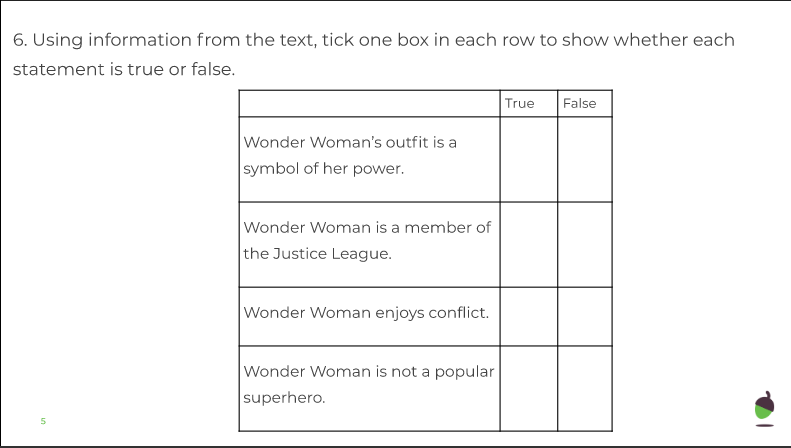 6. Using information from the text, tick one box in each row to show whether each
statement is true or false.
True False
Wonder Woman’s outfit is a
symbol of her power.
Wonder Woman is a member of
the Justice League.
Wonder Woman enjoys conflict.
Wonder Woman is not a popular
superhero.
5